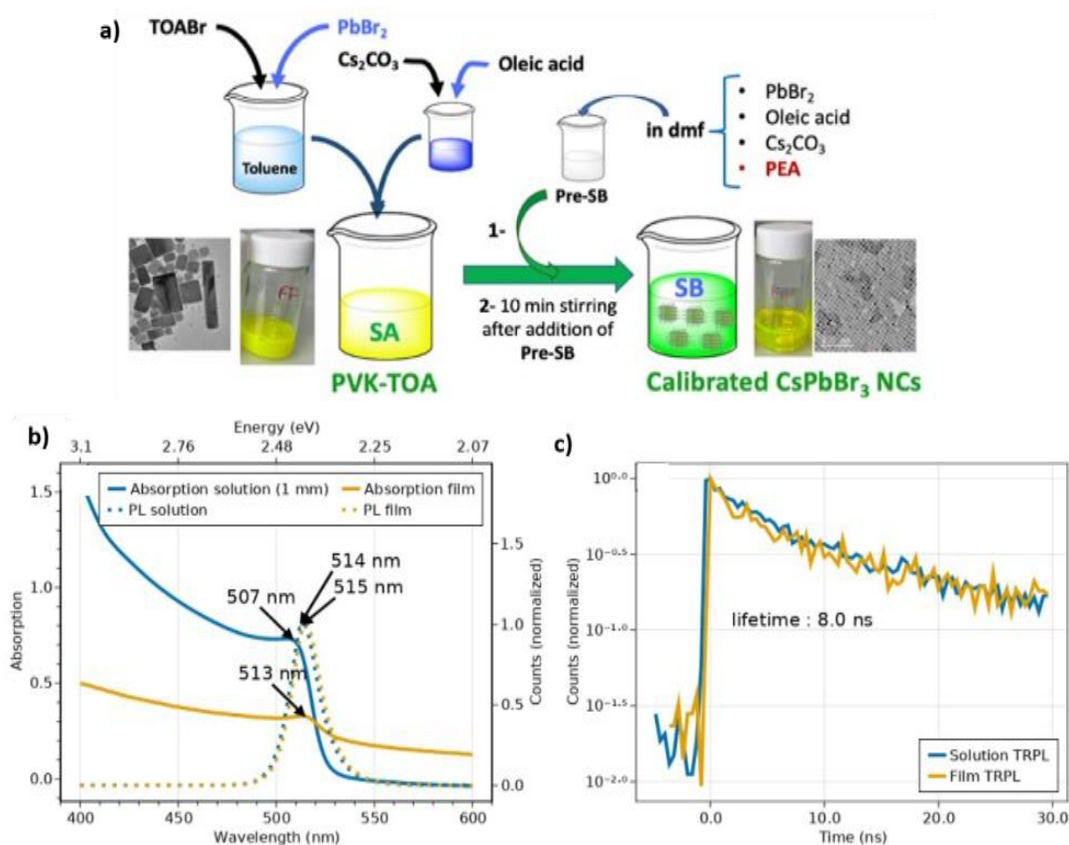 a)
TOABr
PbBr₂
Cs₂CO₃
Oleic acid
Toluene
in dmf
• PbBr₂
• Oleic acid
• Cs₂CO₃
• PEA
Pre-SB
1-
SA
SB
2- 10 min stirring
after addition of
Pre-SB
PVK-TOA
Calibrated CsPbBr₃ NCs
b)
Energy (eV)
3.1 2.76 2.48 2.25 2.07
Absorption solution (1 mm)
Absorption film
PL solution
PL film
1.5
1.0
0.5
0.0
Absorption
514 nm
515 nm
507 nm
513 nm
1.5
1.0
0.5
0.0
Counts (normalized)
400 450 500 550 600
Wavelength (nm)
c)
10⁰·⁰
10⁻⁰·⁵
10⁻¹·⁰
10⁻¹·⁵
10⁻²·⁰
Counts (normalized)
lifetime : 8.0 ns
Solution TRPL
Film TRPL
0.0 10.0 20.0 30.0
Time (ns)